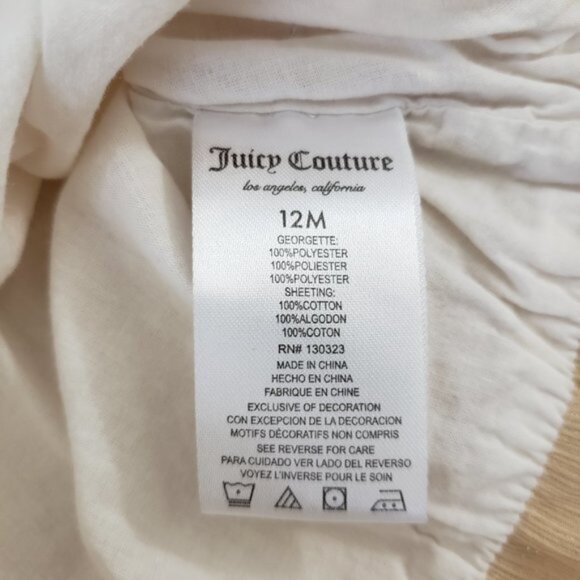 Juicy Couture
los angeles, california
12M
GEORGETTE:
100%POLYESTER
100%POLIESTER
100%POLYESTER
SHEETING:
100%COTTON
100%ALGODON
100%COTON
RN# 130323
MADE IN CHINA
HECHO EN CHINA
FABRIQUE EN CHINE
EXCLUSIVE OF DECORATION
CON EXCEPCION DE LA DECORACION
MOTIFS DÉCORATIFS NON COMPRIS
SEE REVERSE FOR CARE
PARA CUIDADO VER LADO DEL REVERSO
VOYEZ L'INVERSE POUR LE SOIN